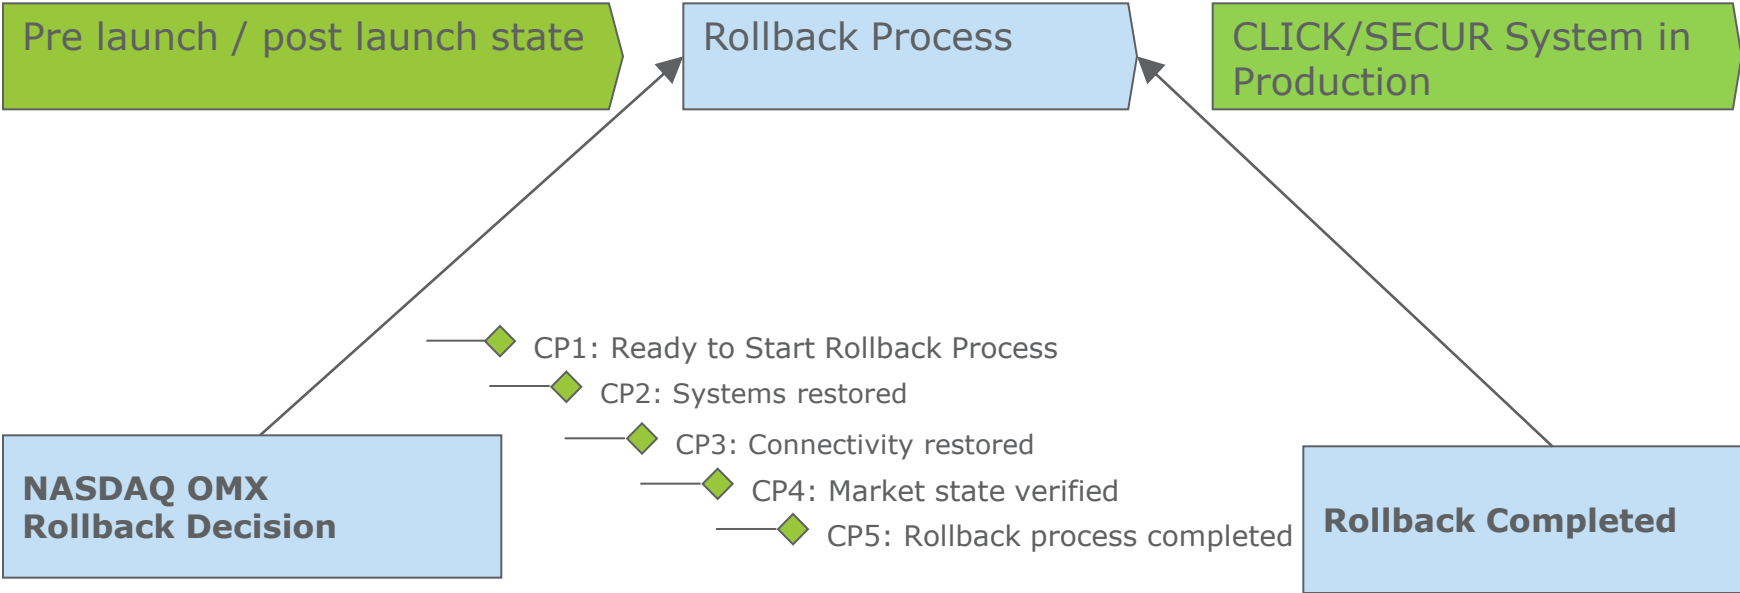 Pre launch / post launch state
Rollback Process
CLICK/SECUR System in
Production
CP1: Ready to Start Rollback Process
CP2: Systems restored
CP3: Connectivity restored
CP4: Market state verified
CP5: Rollback process completed
NASDAQ OMX
Rollback Decision
Rollback Completed